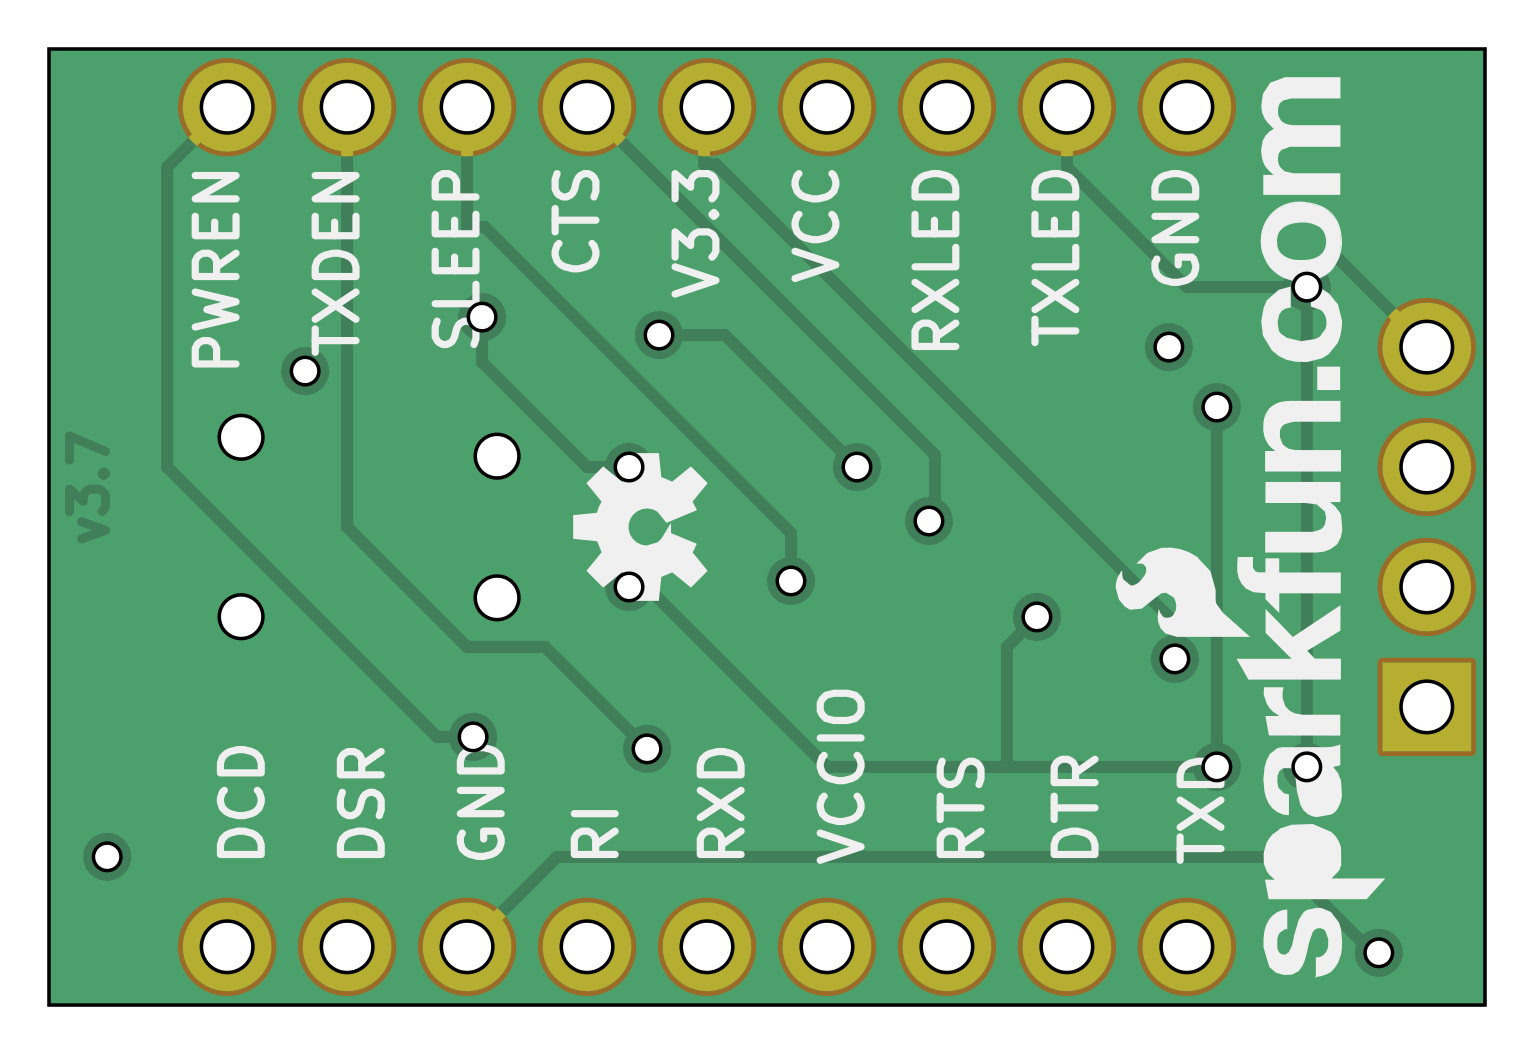 PWREN
TXDEN
SLEEP
CTS
V3.3
VCC
RXLED
TXLED
GND
v3.7
DCD
DSR
GND
RI
RXD
VCCIO
RTS
DTR
TXD
sparkfun.com